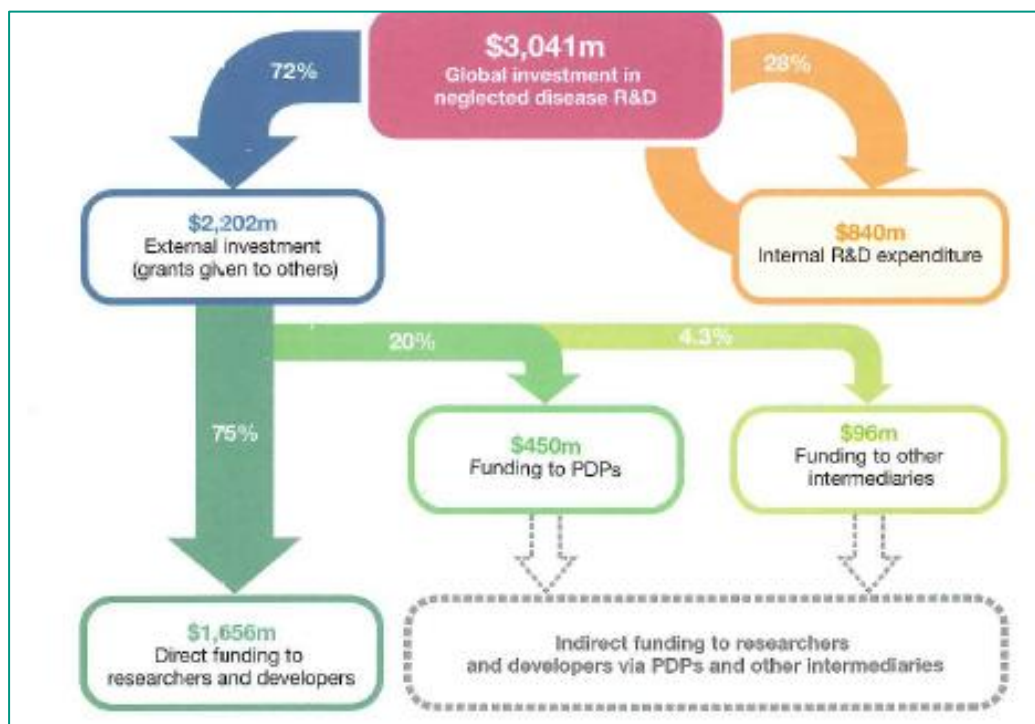 $3,041m
Global investment in
neglected disease R&D
72%
28%
$2,202m
External investment
(grants given to others)
$840m
Internal R&D expenditure
20%
4.3%
75%
$450m
Funding to PDPs
$96m
Funding to other
intermediaries
$1,656m
Direct funding to
researchers and developers
Indirect funding to researchers
and developers via PDPs and other intermediaries